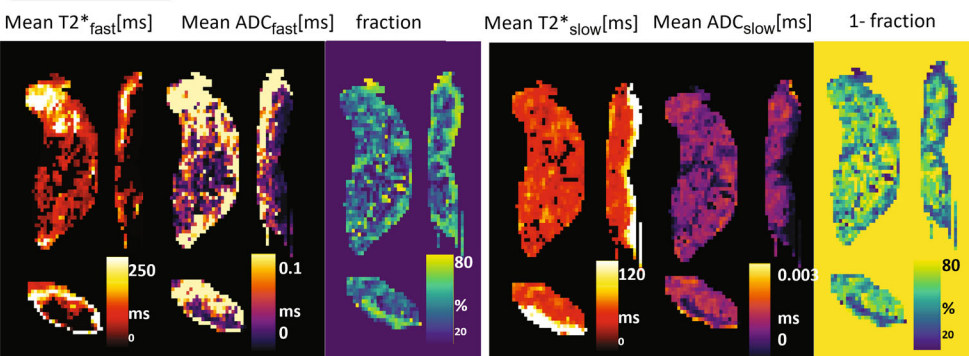 Mean T2*fast[ms]
Mean ADCfast[ms]
fraction
Mean T2*slow[ms]
Mean ADCslow[ms]
1- fraction
250
ms
0
0.1
ms
0
80
%
20
120
ms
0
0.003
ms
0
80
%
20